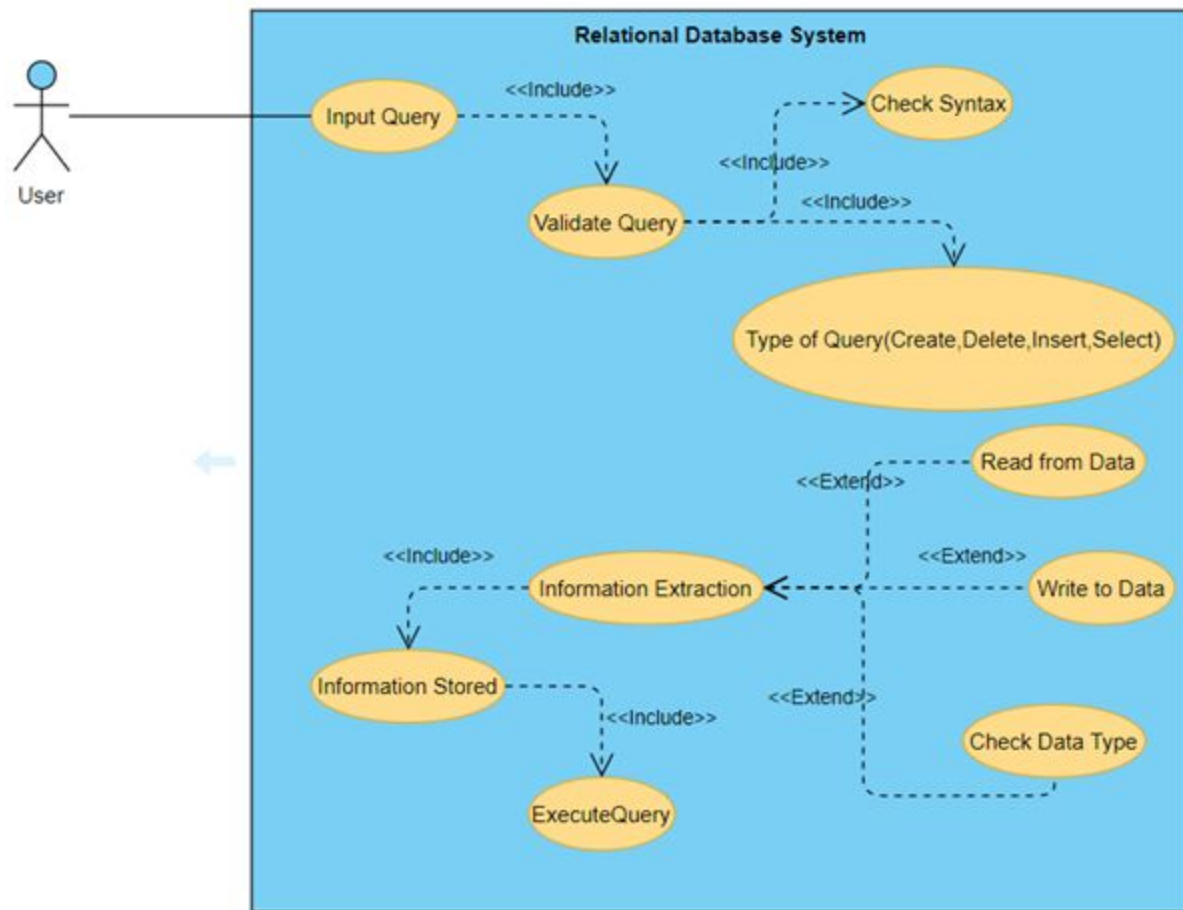 Relational Database System
<<Include>>
Check Syntax
Input Query
<<Include>>
User
<<Include>>
Validate Query
Type of Query(Create,Delete,Insert,Select)
Read from Data
<<Extend>>
<<Include>>
<<Extend>>
Information Extraction
Write to Data
Information Stored
<<Extend>>
<<Include>>
Check Data Type
ExecuteQuery